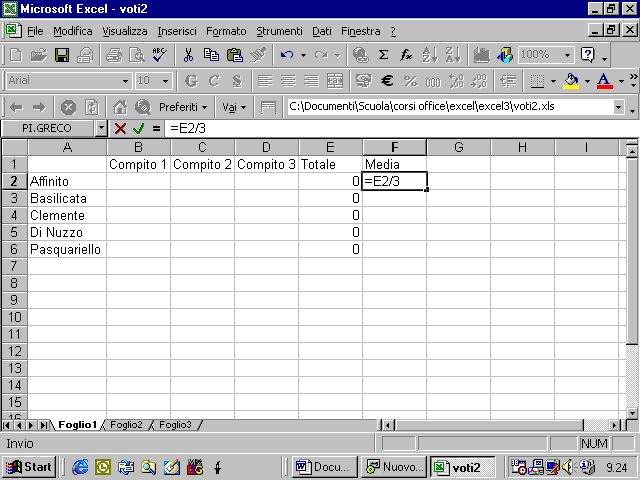 Microsoft Excel - voti2
File Modifica Visualizza Inserisci Formato Strumenti Dati Finestra ?
100%
Arial 10 G C S % 000
Preferiti Vai C:\Documenti\Scuola\corsi office\excel\excel3\voti2.xls
PI.GRECO = =E2/3
A B C D E F G H I
1 Compito 1 Compito 2 Compito 3 Totale Media
2 Affinito 0 =E2/3
3 Basilicata 0
4 Clemente 0
5 Di Nuzzo 0
6 Pasquariello 0
7
8
9
10
11
12
13
14
15
16
Foglio1 Foglio2 Foglio3
Invio NUM
Start Docu... Nuovo... voti2 9.24